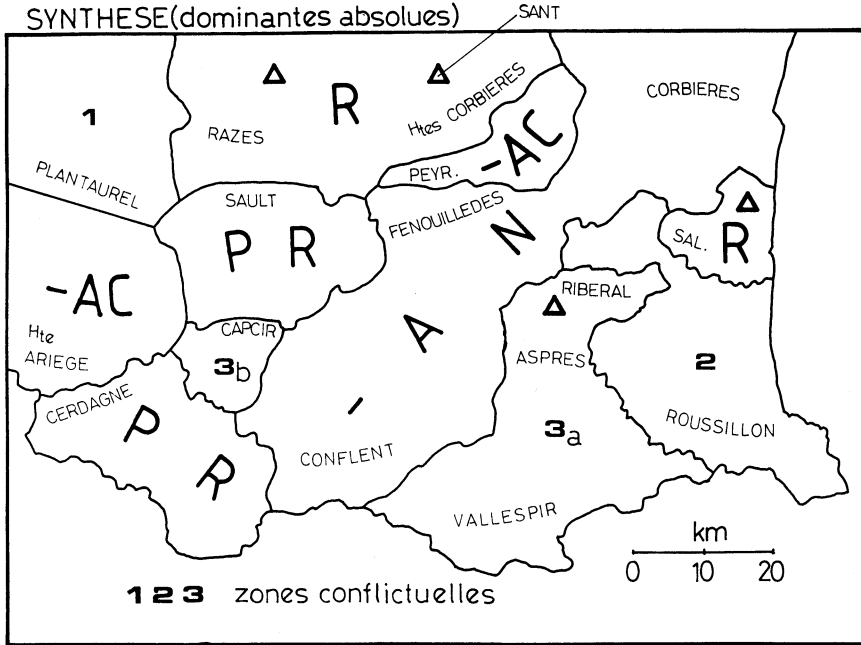 SYNTHESE(dominantes absolues)
SANT
1
R
RAZES
Htes CORBIERES
CORBIERES
PLANTAUREL
PEYR.
-AC
SAULT
FENOUILLEDES
P R
N
SAL.
R
-AC
Hte
ARIEGE
RIBERAL
CAPCIR
3b
A
ASPRES
2
CERDAGNE
P
R
-
CONFLENT
3a
ROUSSILLON
VALLESPIR
km
0 10 20
1 2 3 zones conflictuelles